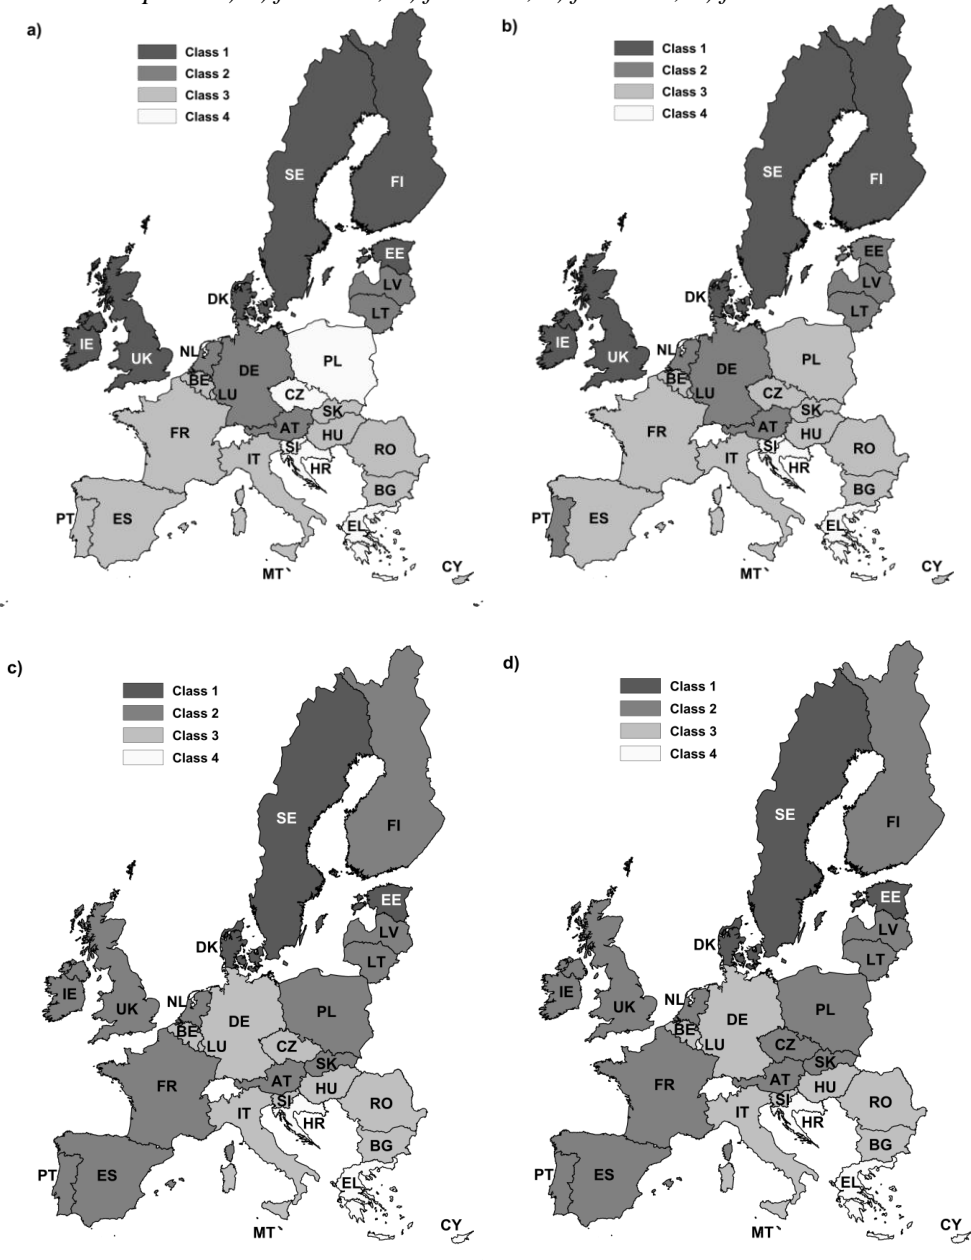 a)
Class 1
Class 2
Class 3
Class 4
SE
FI
EE
LV
LT
DK
IE
UK
NL
BE
LU
DE
PL
CZ
SK
AT
HU
FR
SI
IT
HR
RO
BG
PT
ES
EL
MT
CY
b)
Class 1
Class 2
Class 3
Class 4
SE
FI
EE
LV
LT
DK
IE
UK
NL
BE
LU
DE
PL
CZ
SK
AT
HU
FR
SI
IT
HR
RO
BG
PT
ES
EL
MT
CY
c)
Class 1
Class 2
Class 3
Class 4
SE
FI
EE
LV
LT
DK
IE
UK
NL
BE
LU
DE
PL
CZ
SK
AT
HU
FR
SI
IT
HR
RO
BG
PT
ES
EL
MT
CY
d)
Class 1
Class 2
Class 3
Class 4
SE
FI
EE
LV
LT
DK
IE
UK
NL
BE
LU
DE
PL
CZ
SK
AT
HU
FR
SI
IT
HR
RO
BG
PT
ES
EL
MT
CY